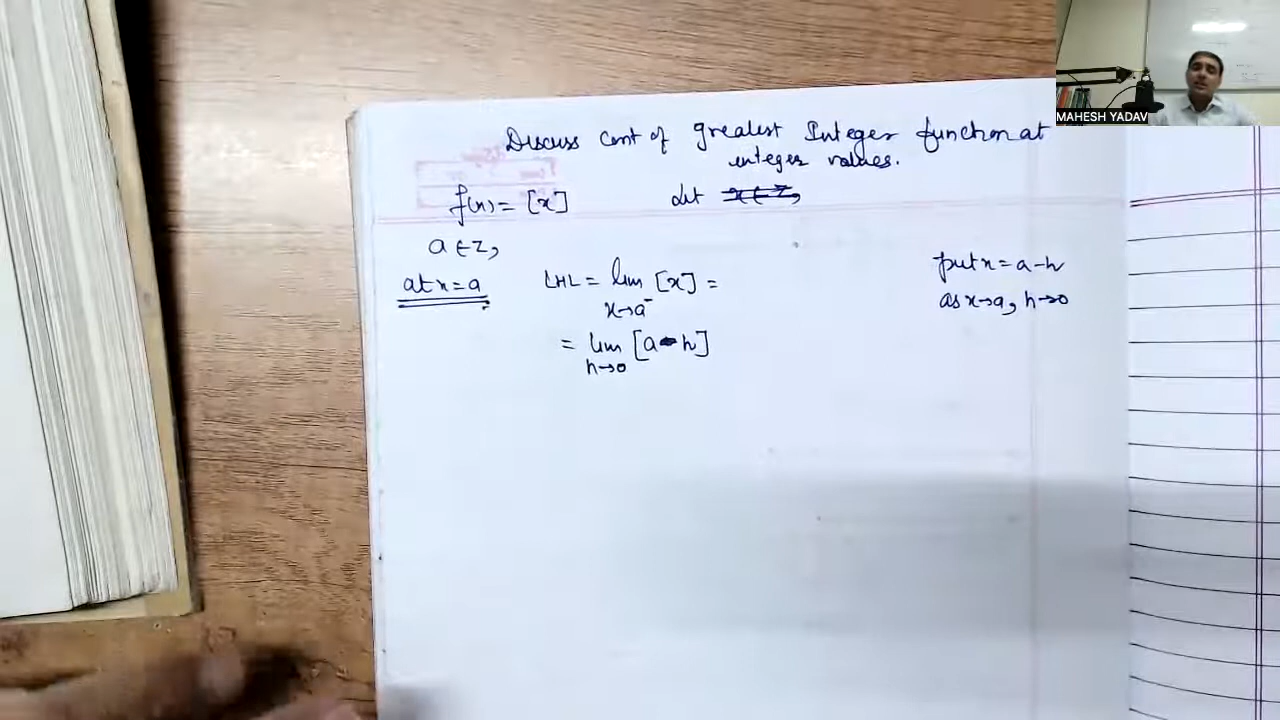 MAHESH YADAV
Discuss Cont of greatest Integer function at
integer values.
f(x) = [x] Let x ∈ Z,
a ∈ Z,
at x = a LHL = lim [x] = put x = a-h
x→a⁻ as x→a, h→0
= lim [a-h]
h→0